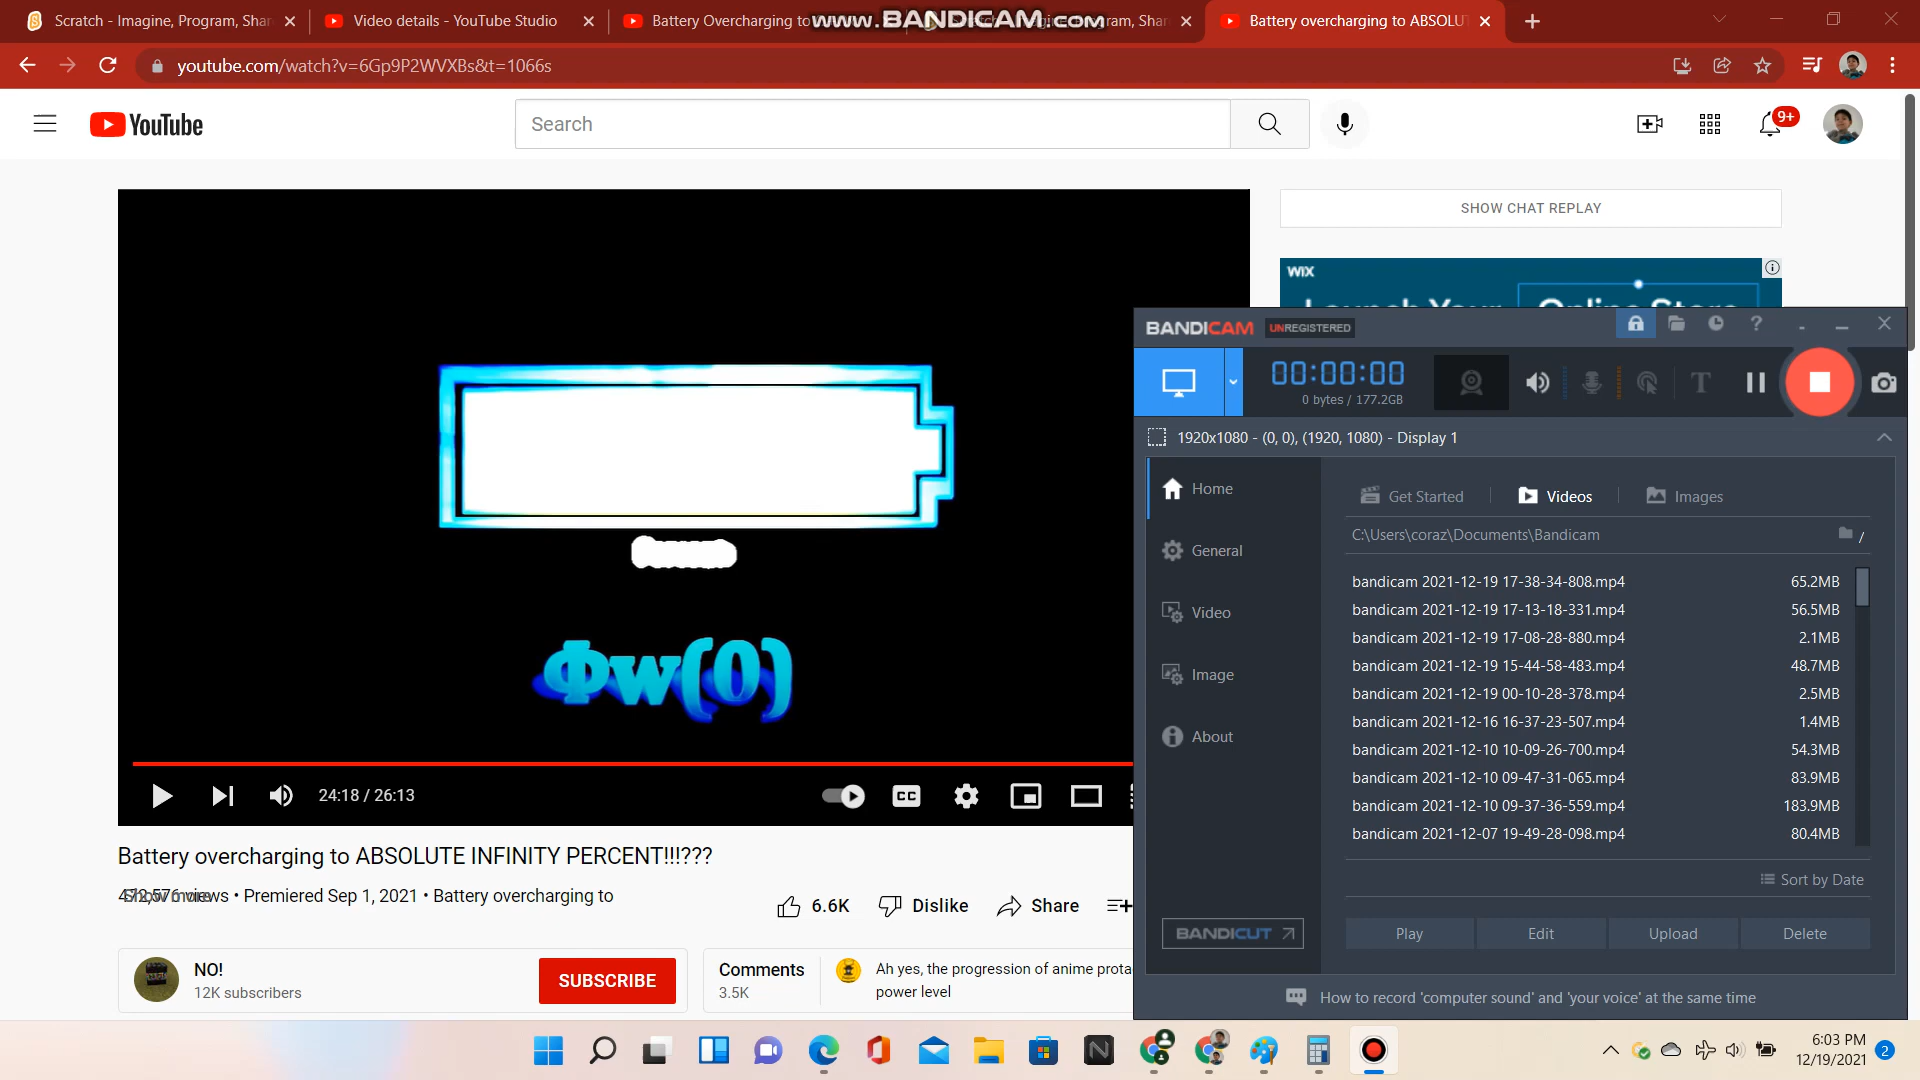 Scratch - Imagine, Program, Shar
Video details - YouTube Studio
Battery Overcharging to
www.BANDICAM.com
Battery overcharging to ABSOLUT
youtube.com/watch?v=6Gp9P2WVXBs&t=1066s
YouTube
Search
9+
SHOW CHAT REPLAY
WIX
Launch Your Online Store
BANDICAM UNREGISTERED
00:00:00
0 bytes / 177.2GB
1920x1080 - (0, 0), (1920, 1080) - Display 1
Home
General
Video
Image
About
BANDICUT
Get Started
Videos
Images
C:\Users\coraz\Documents\Bandicam
bandicam 2021-12-19 17-38-34-808.mp4 65.2MB
bandicam 2021-12-19 17-13-18-331.mp4 56.5MB
bandicam 2021-12-19 17-08-28-880.mp4 2.1MB
bandicam 2021-12-19 15-44-58-483.mp4 48.7MB
bandicam 2021-12-19 00-10-28-378.mp4 2.5MB
bandicam 2021-12-16 16-37-23-507.mp4 1.4MB
bandicam 2021-12-10 10-09-26-700.mp4 54.3MB
bandicam 2021-12-10 09-47-31-065.mp4 83.9MB
bandicam 2021-12-10 09-37-36-559.mp4 183.9MB
bandicam 2021-12-07 19-49-28-098.mp4 80.4MB
Sort by Date
Play
Edit
Upload
Delete
How to record 'computer sound' and 'your voice' at the same time
Φw(0)
24:18 / 26:13
CC
Battery overcharging to ABSOLUTE INFINITY PERCENT!!!???
472,576 views • Premiered Sep 1, 2021 • Battery overcharging to
Show more
6.6K
Dislike
Share
NO!
12K subscribers
SUBSCRIBE
Comments
3.5K
Ah yes, the progression of anime prota
power level
6:03 PM
12/19/2021
2